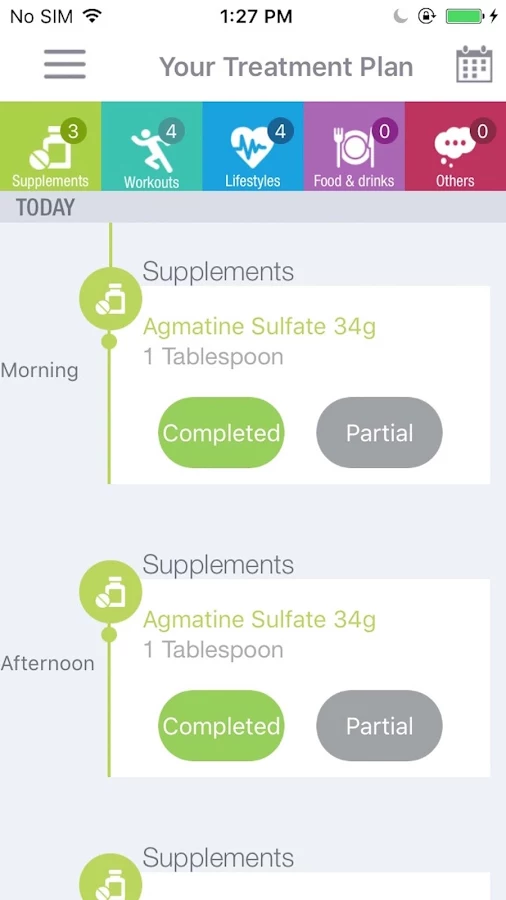 No SIM 1:27 PM
Your Treatment Plan
3 4 4 0 0
Supplements Workouts Lifestyles Food & drinks Others
TODAY
Supplements
Agmatine Sulfate 34g
1 Tablespoon
Morning
Completed Partial
Supplements
Agmatine Sulfate 34g
1 Tablespoon
Afternoon
Completed Partial
Supplements